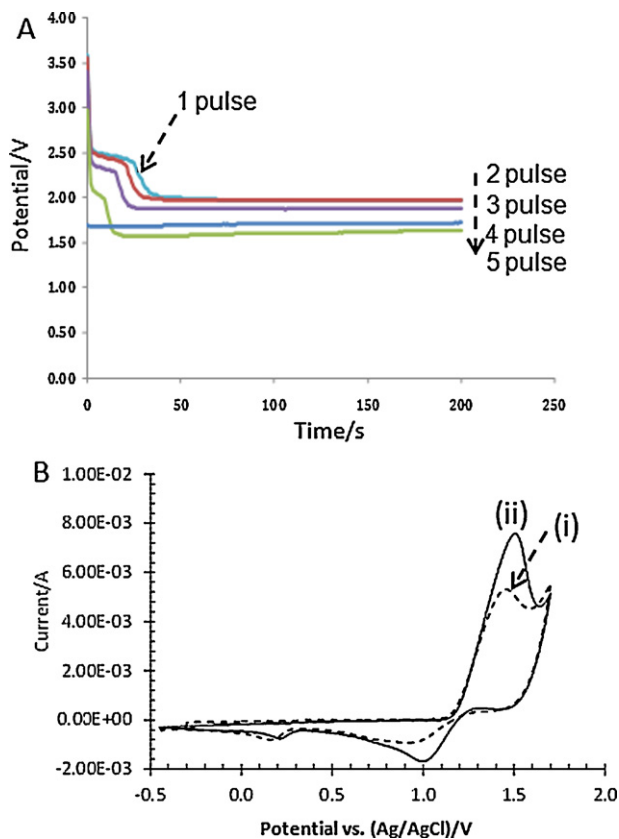 A
4.00
3.50
3.00
2.50
2.00
1.50
1.00
0.50
0.00
Potential/V
1 pulse
2 pulse
3 pulse
4 pulse
5 pulse
0
50
100
150
200
250
Time/s
B
1.00E-02
8.00E-03
6.00E-03
4.00E-03
2.00E-03
0.00E+00
-2.00E-03
Current/A
(ii)
(i)
-0.5
0.0
0.5
1.0
1.5
2.0
Potential vs. (Ag/AgCl)/V